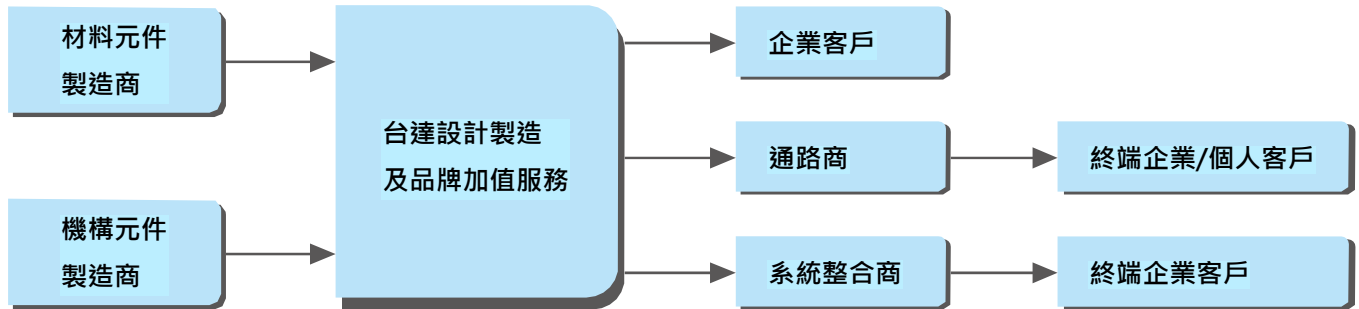 材料元件
製造商
機構元件
製造商
台達設計製造
及品牌加值服務
企業客戶
通路商
終端企業/個人客戶
系統整合商
終端企業客戶